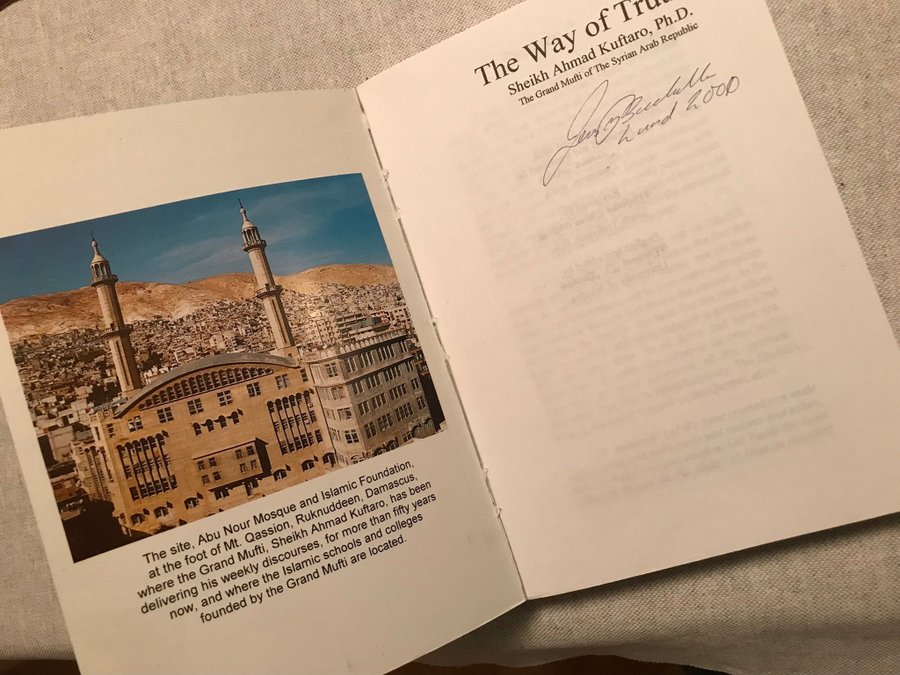 The site, Abu Nour Mosque and Islamic Foundation,
at the foot of Mt. Qassion, Ruknuddeen, Damascus,
where the Grand Mufti, Sheikh Ahmad Kuftaro, has been
delivering his weekly discourses, for more than fifty years
now, and where the Islamic schools and colleges
founded by the Grand Mufti are located.
The Way of
Sheikh Ahmad Kuftaro, Ph.D.
The Grand Mufti of The Syrian Arab Republic
Lund 2000